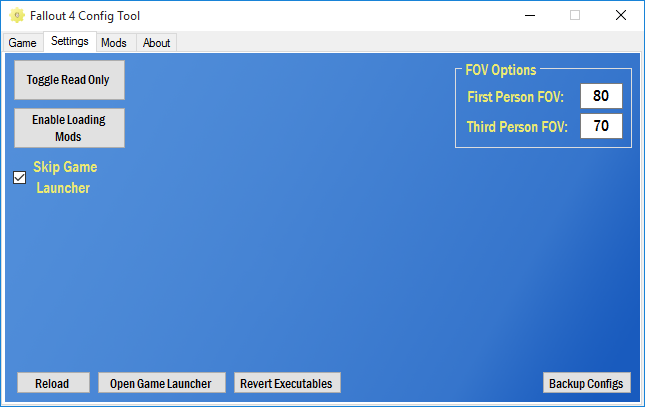 Fallout 4 Config Tool
Game Settings Mods About
Toggle Read Only
Enable Loading
Mods
Skip Game
Launcher
FOV Options
First Person FOV: 80
Third Person FOV: 70
Reload Open Game Launcher Revert Executables Backup Configs